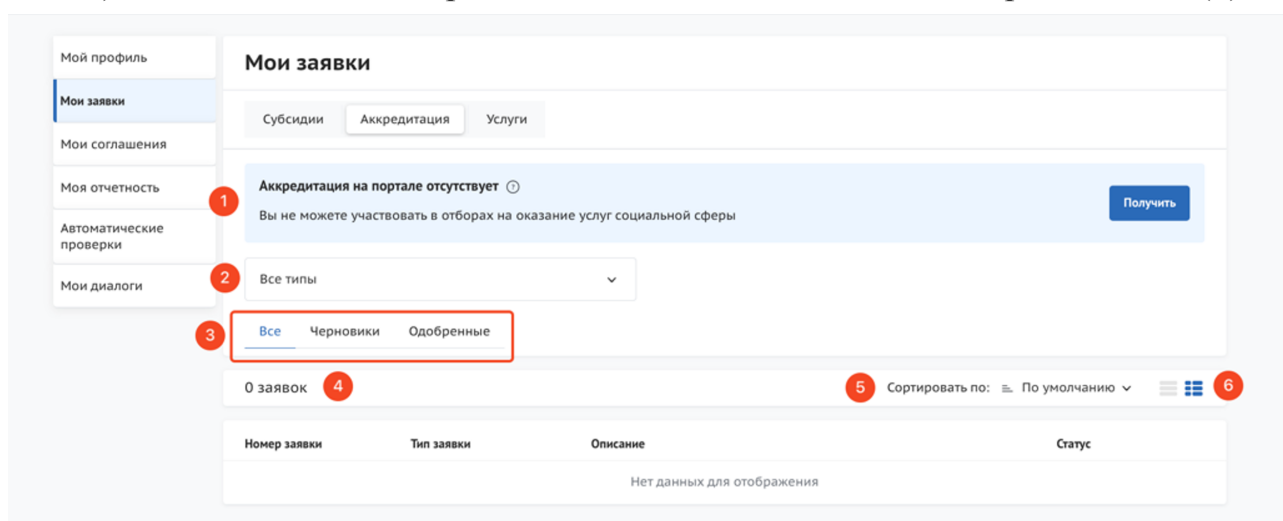 Мой профиль
Мои заявки
Мои соглашения
Моя отчетность
Автоматические
проверки
Мои диалоги
Мои заявки
Субсидии Аккредитация Услуги
1 Аккредитация на портале отсутствует ?
Вы не можете участвовать в отборах на оказание услуг социальной сферы
Получить
2 Все типы
3 Все Черновики Одобренные
0 заявок 4 5 Сортировать по: По умолчанию 6
Номер заявки Тип заявки Описание Статус
Нет данных для отображения